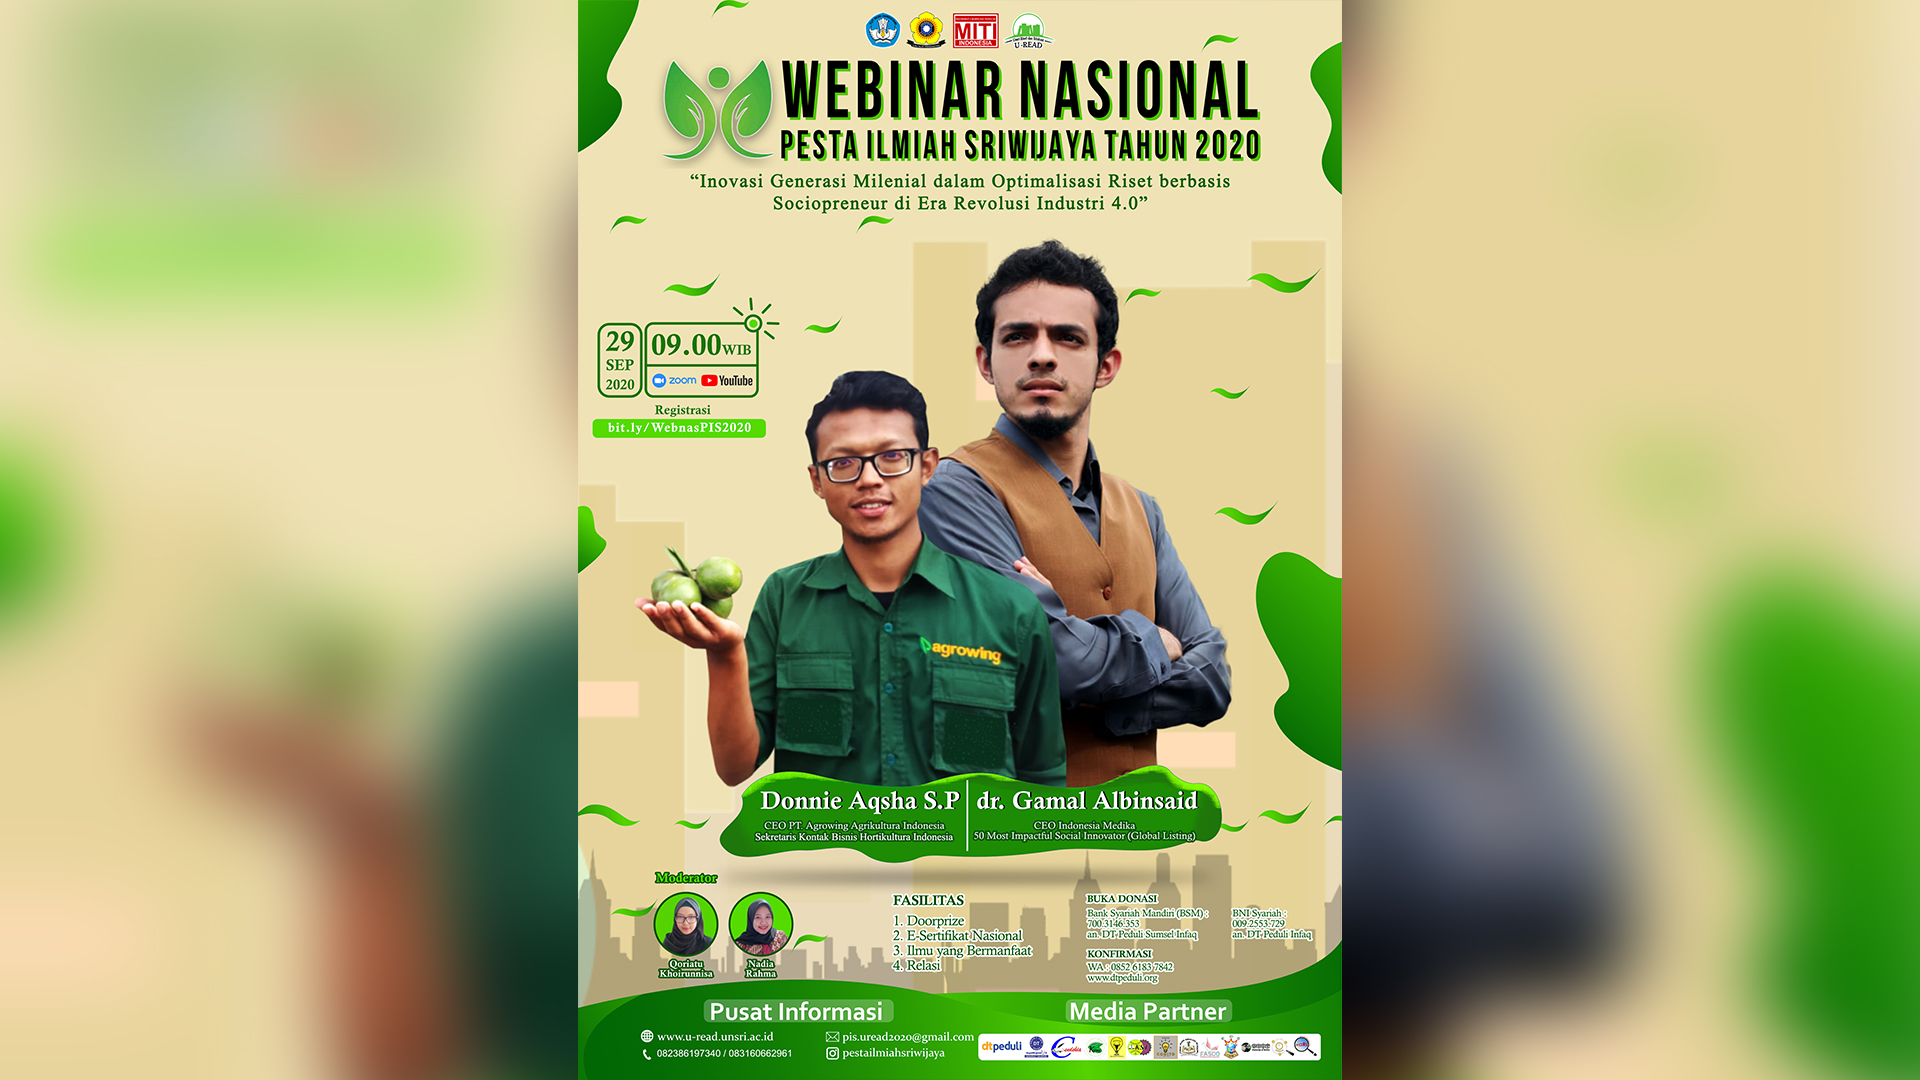 MITI
INDONESIA
U-READ
WEBINAR NASIONAL
PESTA ILMIAH SRIWIJAYA TAHUN 2020
“Inovasi Generasi Milenial dalam Optimalisasi Riset berbasis
Sociopreneur di Era Revolusi Industri 4.0”
29
SEP
2020
09.00 WIB
zoom YouTube
Registrasi
bit.ly/WebnasPIS2020
agrowing
Donnie Aqsha S.P
CEO PT. Agrowing Agrikultura Indonesia
Sekretaris Kontak Bisnis Hortikultura Indonesia
dr. Gamal Albinsaid
CEO Indonesia Medika
50 Most Impactful Social Innovator (Global Listing)
Moderator
Qoriatu
Khoirunnisa
Nadia
Rahma
FASILITAS
1. Doorprize
2. E-Sertifikat Nasional
3. Ilmu yang Bermanfaat
4. Relasi
BUKA DONASI
Bank Syariah Mandiri (BSM) :
700 3146 353
an. DT Peduli Sumsel Infaq
BNI Syariah :
009 2553 729
an. DT Peduli Infaq
KONFIRMASI
WA : 0852 6183 7842
www.dtpeduli.org
Pusat Informasi
www.u-read.unsri.ac.id
082386197340 / 083160662961
pis.uread2020@gmail.com
pestailmiahsriwijaya
Media Partner
dtpeduli